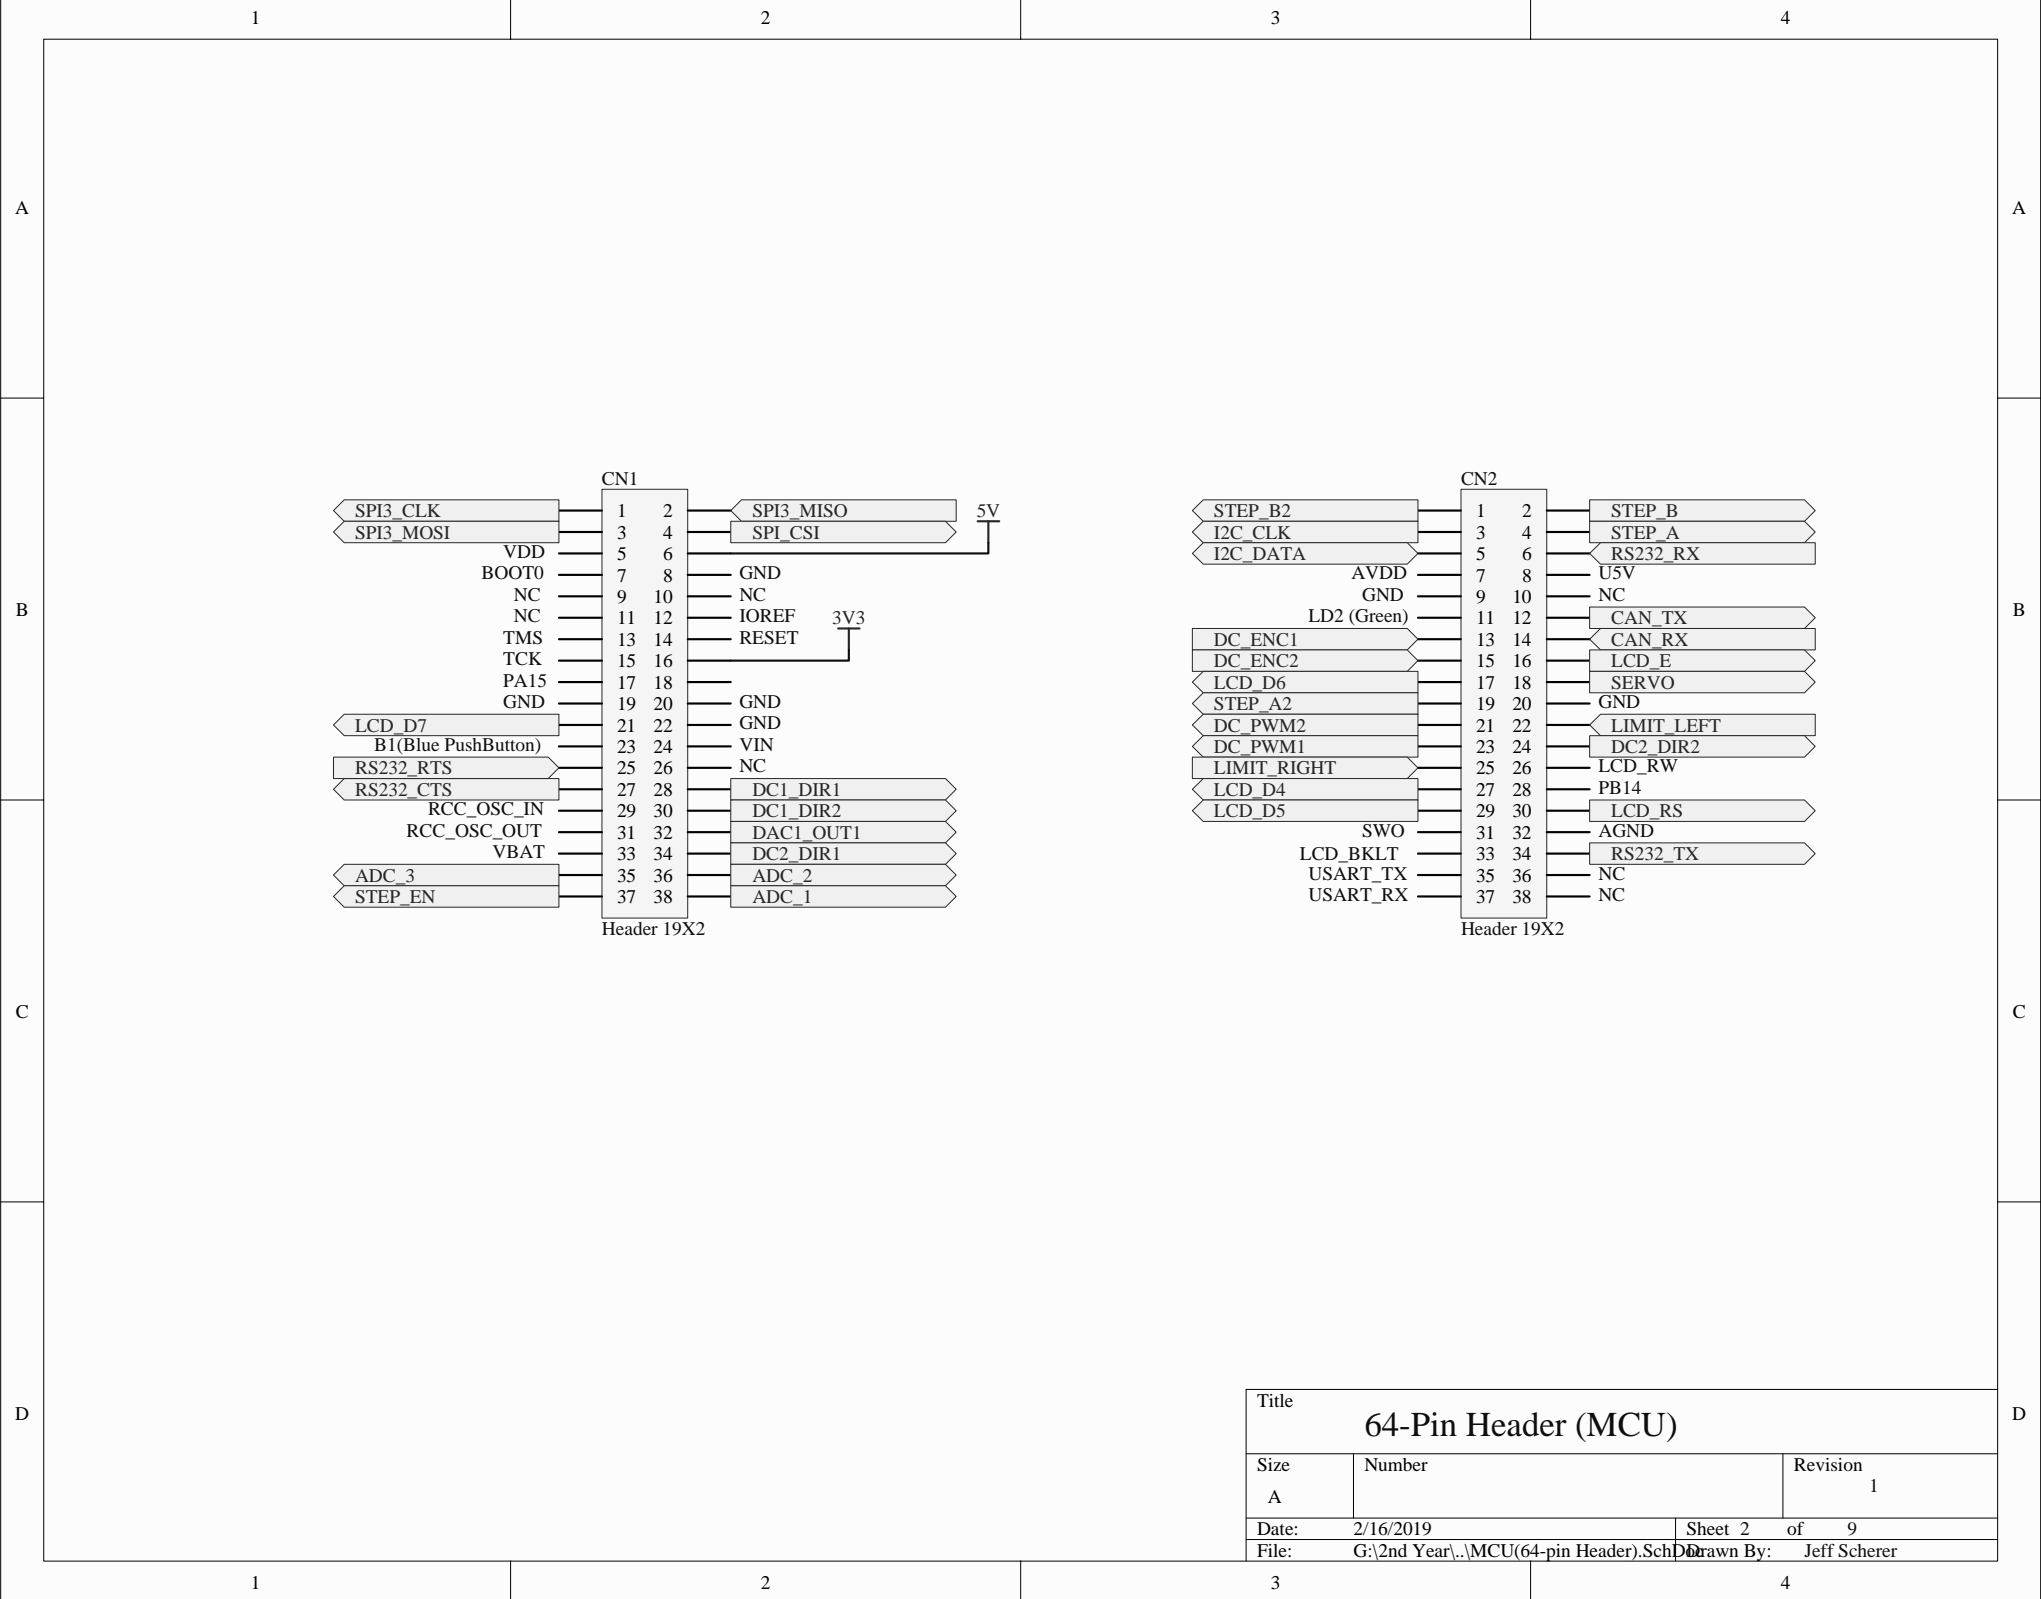 1 2 3 4
A A
B B
C C
D D
CN1
SPI3_CLK 1 2 SPI3_MISO 5V
SPI3_MOSI 3 4 SPI_CSI
VDD 5 6
BOOT0 7 8 GND
NC 9 10 NC
NC 11 12 IOREF 3V3
TMS 13 14 RESET
TCK 15 16
PA15 17 18
GND 19 20 GND
LCD_D7 21 22 GND
B1(Blue PushButton) 23 24 VIN
RS232_RTS 25 26 NC
RS232_CTS 27 28 DC1_DIR1
RCC_OSC_IN 29 30 DC1_DIR2
RCC_OSC_OUT 31 32 DAC1_OUT1
VBAT 33 34 DC2_DIR1
ADC_3 35 36 ADC_2
STEP_EN 37 38 ADC_1
Header 19X2
CN2
STEP_B2 1 2 STEP_B
I2C_CLK 3 4 STEP_A
I2C_DATA 5 6 RS232_RX
AVDD 7 8 U5V
GND 9 10 NC
LD2 (Green) 11 12 CAN_TX
DC_ENC1 13 14 CAN_RX
DC_ENC2 15 16 LCD_E
LCD_D6 17 18 SERVO
STEP_A2 19 20 GND
DC_PWM2 21 22 LIMIT_LEFT
DC_PWM1 23 24 DC2_DIR2
LIMIT_RIGHT 25 26 LCD_RW
LCD_D4 27 28 PB14
LCD_D5 29 30 LCD_RS
SWO 31 32 AGND
LCD_BKLT 33 34 RS232_TX
USART_TX 35 36 NC
USART_RX 37 38 NC
Header 19X2
Title
64-Pin Header (MCU)
Size Number Revision
A 1
Date: 2/16/2019 Sheet 2 of 9
File: G:\2nd Year\..\MCU(64-pin Header).SchDoc Drawn By: Jeff Scherer
1 2 3 4